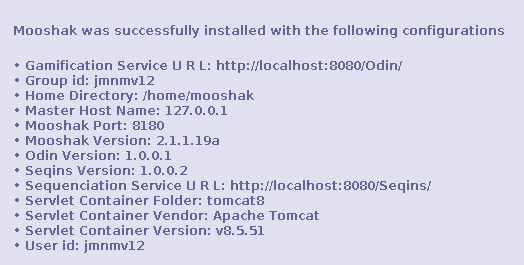 Mooshak was successfully installed with the following configurations
• Gamification Service U R L: http://localhost:8080/Odin/
• Group id: jmnmv12
• Home Directory: /home/mooshak
• Master Host Name: 127.0.0.1
• Mooshak Port: 8180
• Mooshak Version: 2.1.1.19a
• Odin Version: 1.0.0.1
• Seqins Version: 1.0.0.2
• Sequenciation Service U R L: http://localhost:8080/Seqins/
• Servlet Container Folder: tomcat8
• Servlet Container Vendor: Apache Tomcat
• Servlet Container Version: v8.5.51
• User id: jmnmv12